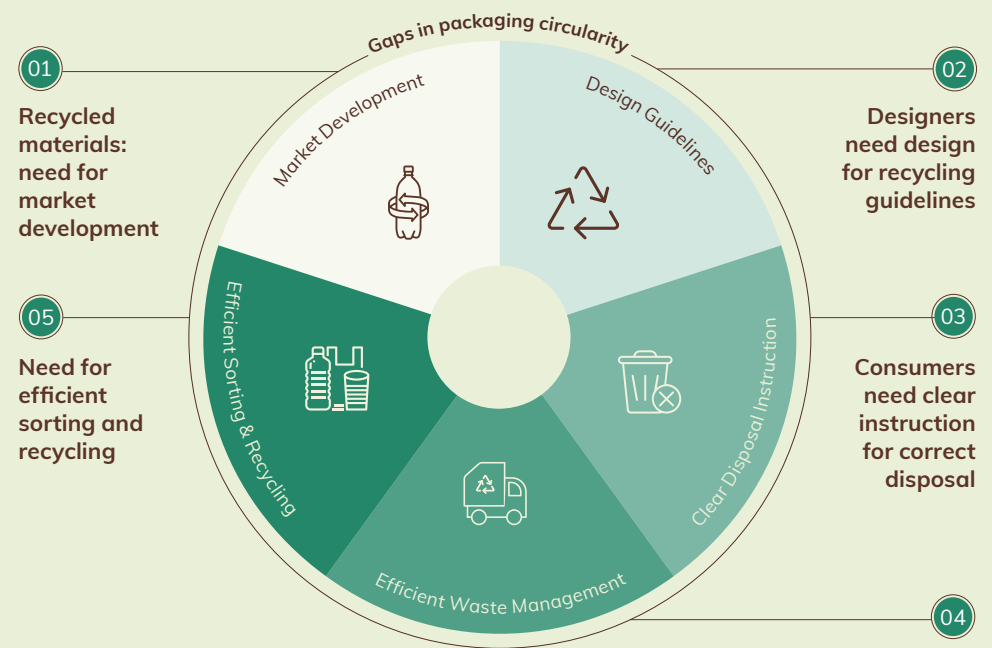 Gaps in packaging circularity
01
Recycled
materials:
need for
market
development
02
Designers
need design
for recycling
guidelines
Market Development
Design Guidelines
05
Need for
efficient
sorting and
recycling
03
Consumers
need clear
instruction
for correct
disposal
Efficient Sorting & Recycling
Clear Disposal Instruction
Efficient Waste Management
04